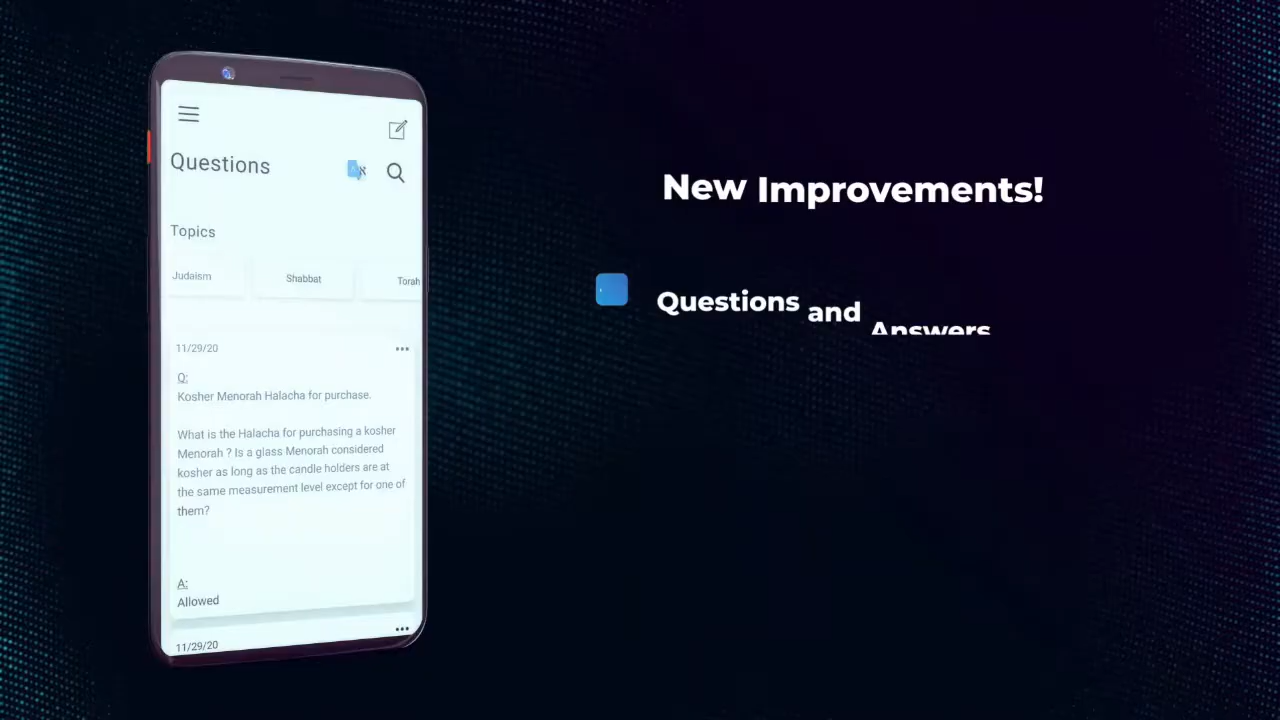 Questions
Topics
Judaism Shabbat Torah
11/29/20
Q:
Kosher Menorah Halacha for purchase.
What is the Halacha for purchasing a kosher
Menorah ? Is a glass Menorah considered
kosher as long as the candle holders are at
the same measurement level except for one of
them?
A:
Allowed
11/29/20
New Improvements!
Questions and Answers